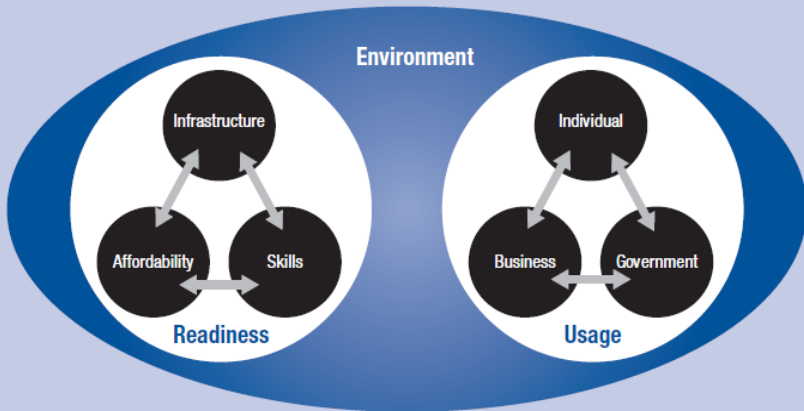 Environment
Infrastructure
Affordability
Skills
Readiness
Individual
Business
Government
Usage